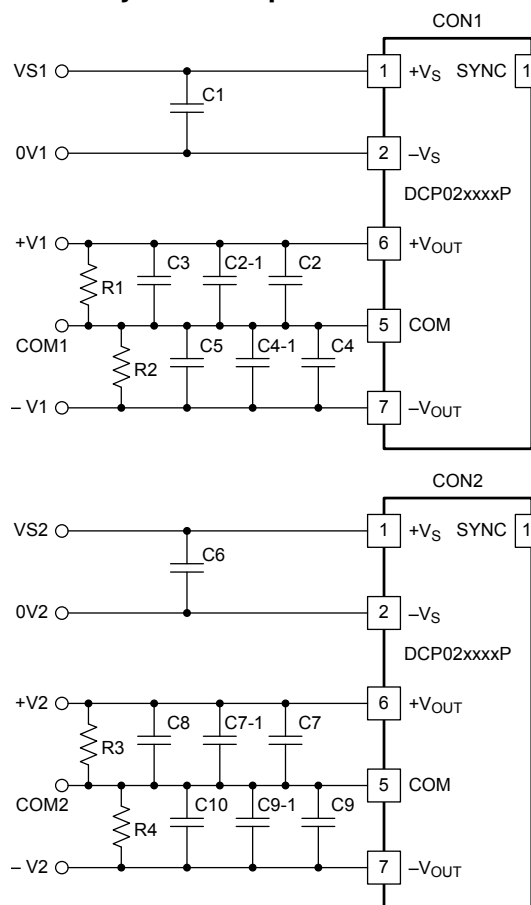 CON1
VS1
1
+VS
SYNC
1
C1
0V1
2
–VS
DCP02xxxxP
+V1
6
+VOUT
C3
C2-1
C2
R1
COM1
5
COM
R2
C5
C4-1
C4
– V1
7
–VOUT
CON2
VS2
1
+VS
SYNC
1
C6
0V2
2
–VS
DCP02xxxxP
+V2
6
+VOUT
C8
C7-1
C7
R3
COM2
5
COM
R4
C10
C9-1
C9
– V2
7
–VOUT